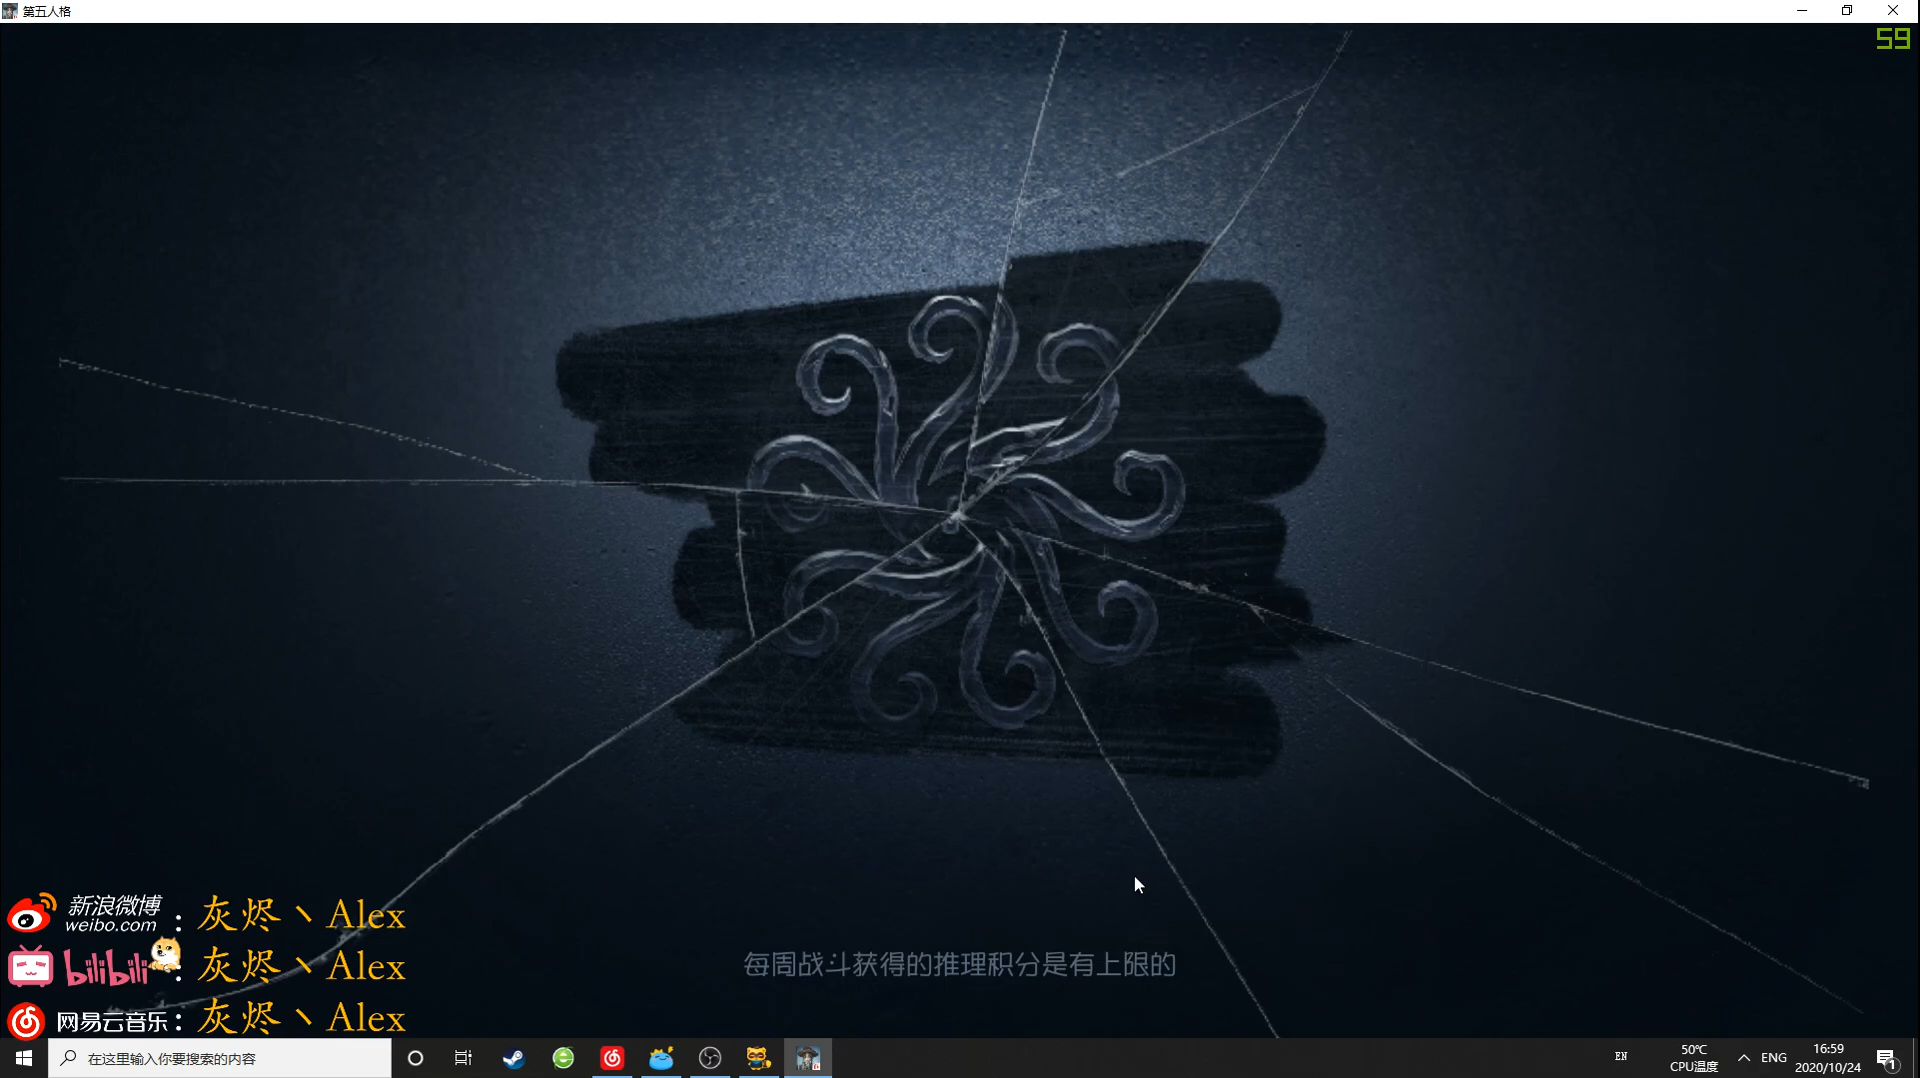 第五人格
59
新浪微博
weibo.com : 灰烬丶Alex
bilibili : 灰烬丶Alex
网易云音乐 : 灰烬丶Alex
每周战斗获得的推理积分是有上限的
在这里输入你要搜索的内容
EN
50℃
CPU温度
ENG
16:59
2020/10/24
1